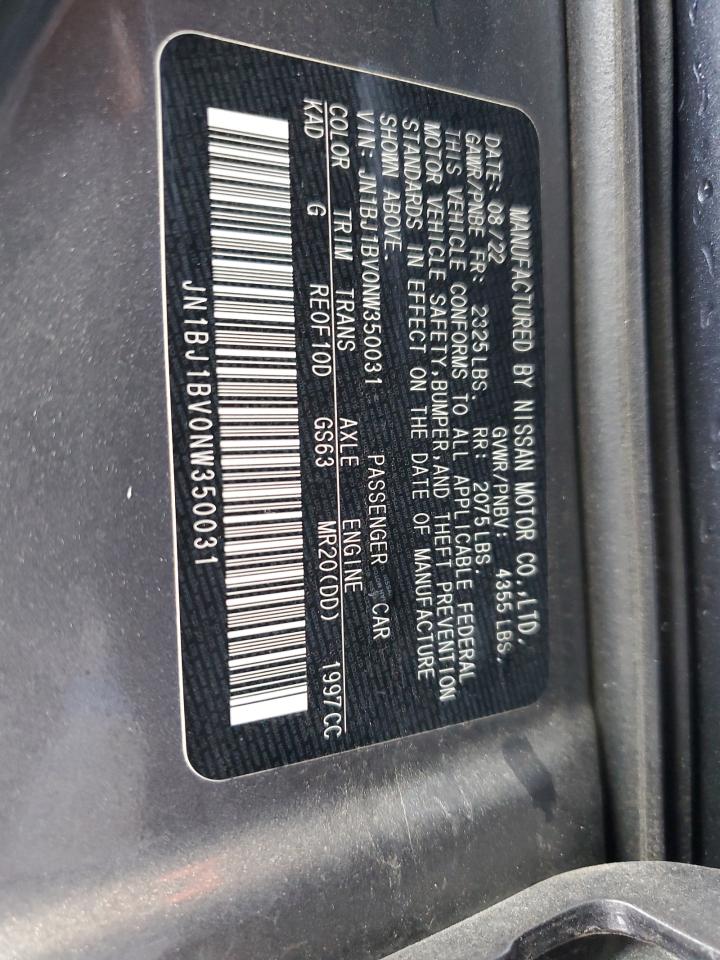 MANUFACTURED BY NISSAN MOTOR CO.,LTD.
DATE: 08/22 GVWR/PNBV: 4355 LBS.
GAWR/PNBE FR: 2325 LBS. RR: 2075 LBS.
THIS VEHICLE CONFORMS TO ALL APPLICABLE FEDERAL
MOTOR VEHICLE SAFETY,BUMPER,AND THEFT PREVENTION
STANDARDS IN EFFECT ON THE DATE OF MANUFACTURE
SHOWN ABOVE.
VIN: JN1BJ1BV0NW350031 PASSENGER CAR
COLOR TRIM TRANS AXLE ENGINE
KAD G RE0F10D GS63 MR20(DD) 1997CC
JN1BJ1BV0NW350031